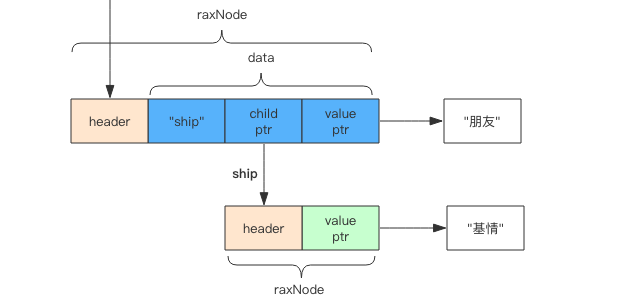 raxNode
data
header
"ship"
child
ptr
value
ptr
"朋友"
ship
header
value
ptr
"基情"
raxNode